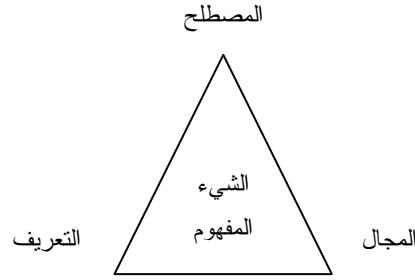 المصطلح
الشيء
المفهوم
المجال
التعريف